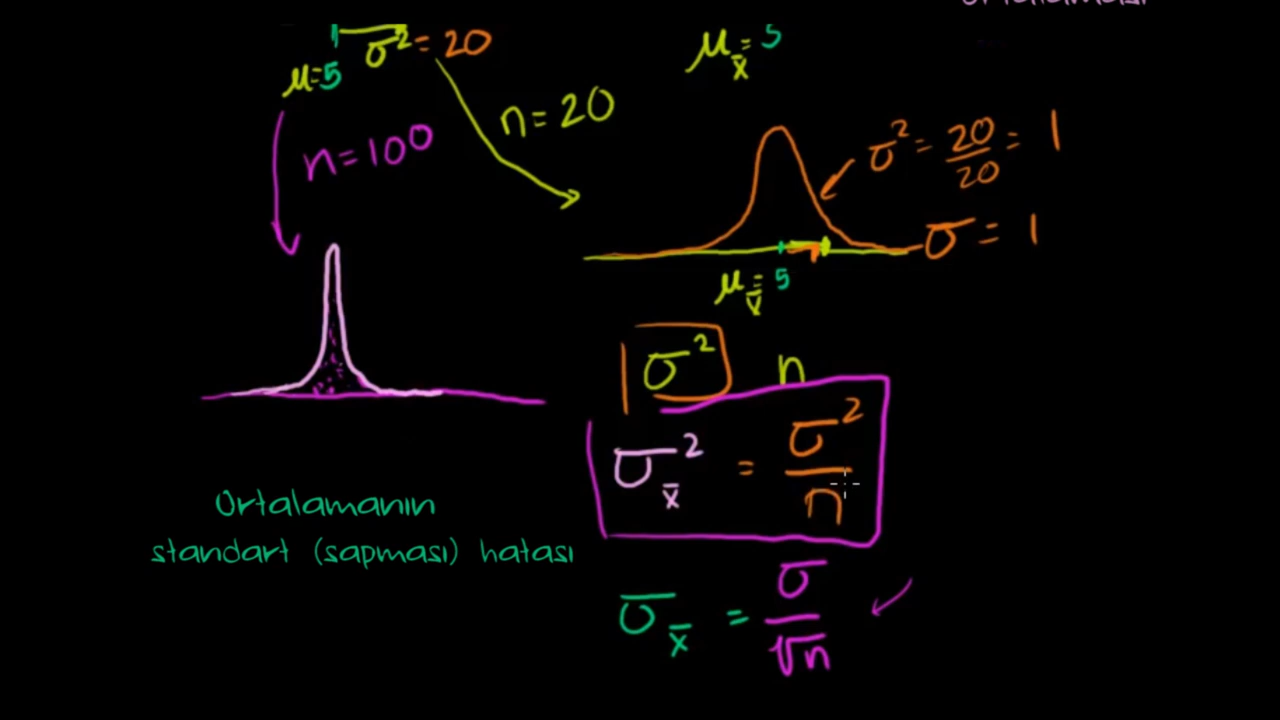 ortalaması
σ² = 20
μ = 5
μx̄ = 5
n = 20
n = 100
σ² = 20/20 = 1
σ = 1
μx̄ = 5
σ² n
σx̄² = σ²/n
Ortalamanın
standart (sapması) hatası
σx̄ = σ/√n